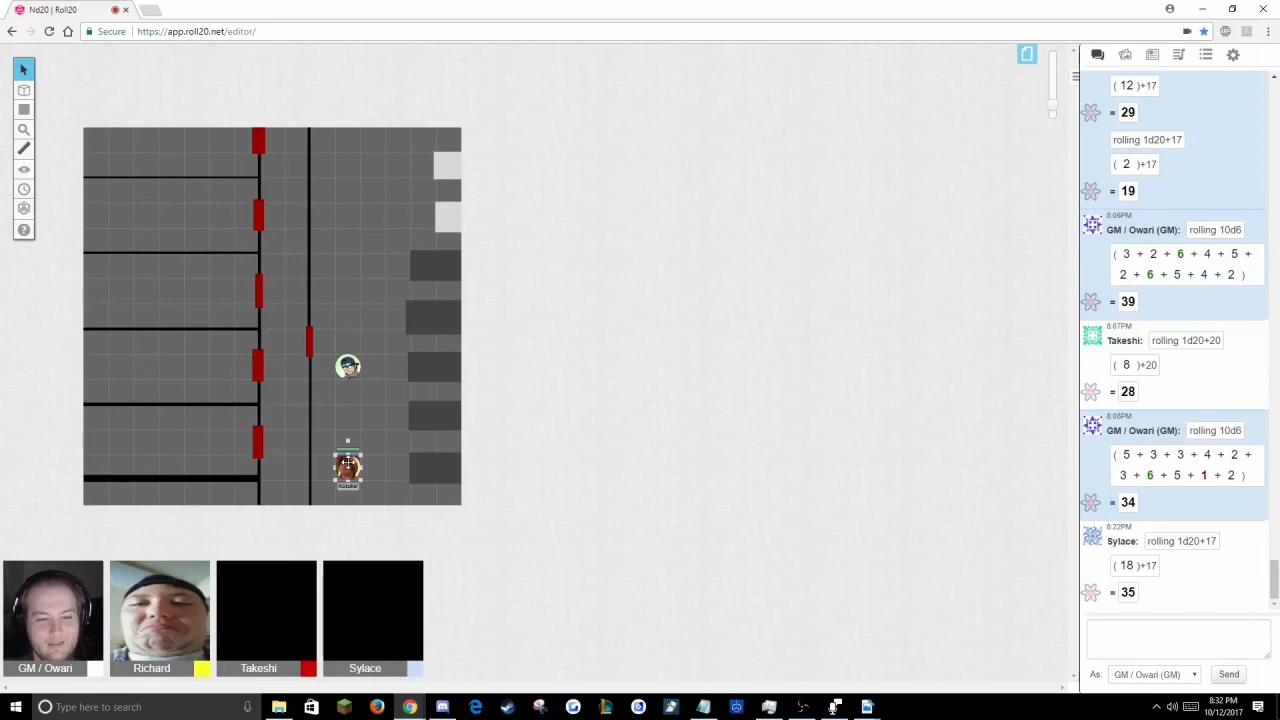 Nd20 | Roll20
Secure
https://app.roll20.net/editor/
( 12 )+17
= 29
rolling 1d20+17
( 2 )+17
= 19
8:06PM
GM / Owari (GM): rolling 10d6
( 3 + 2 + 6 + 4 + 5 +
2 + 6 + 5 + 4 + 2 )
= 39
8:07PM
Takeshi: rolling 1d20+20
( 8 )+20
= 28
8:08PM
GM / Owari (GM): rolling 10d6
( 5 + 3 + 3 + 4 + 2 +
3 + 6 + 5 + 1 + 2 )
= 34
8:22PM
Sylace: rolling 1d20+17
( 18 )+17
= 35
As: GM / Owari (GM) Send
GM / Owari
Richard
Takeshi
Sylace
Type here to search
8:32 PM
10/12/2017